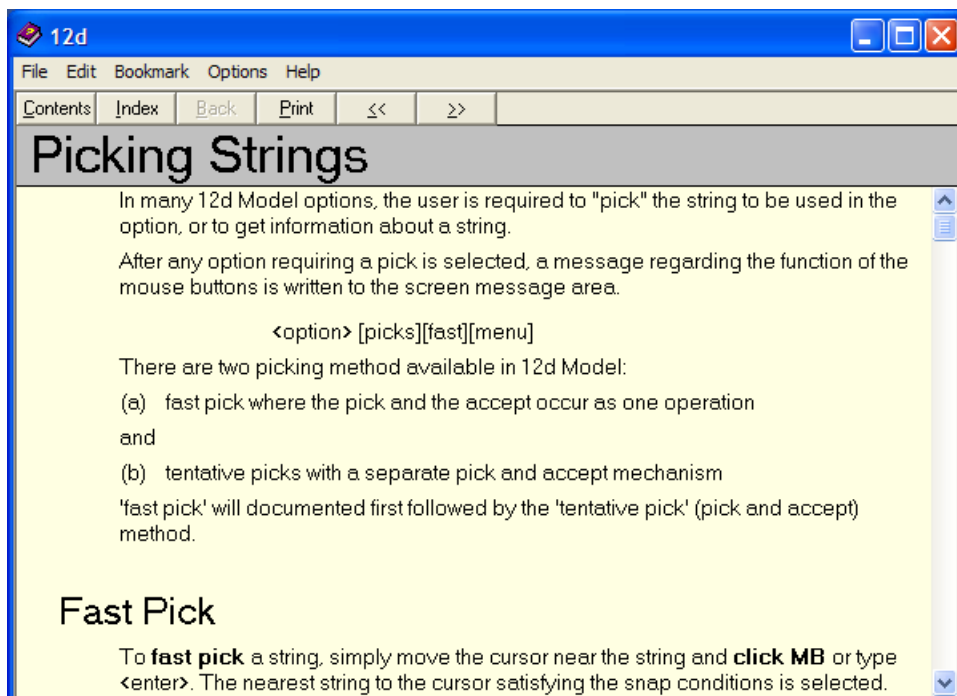 12d
File Edit Bookmark Options Help
Contents Index Back Print << >>
Picking Strings
In many 12d Model options, the user is required to "pick" the string to be used in the
option, or to get information about a string.
After any option requiring a pick is selected, a message regarding the function of the
mouse buttons is written to the screen message area.
<option> [picks][fast][menu]
There are two picking method available in 12d Model:
(a) fast pick where the pick and the accept occur as one operation
and
(b) tentative picks with a separate pick and accept mechanism
'fast pick' will documented first followed by the 'tentative pick' (pick and accept)
method.
Fast Pick
To fast pick a string, simply move the cursor near the string and click MB or type
<enter>. The nearest string to the cursor satisfying the snap conditions is selected.